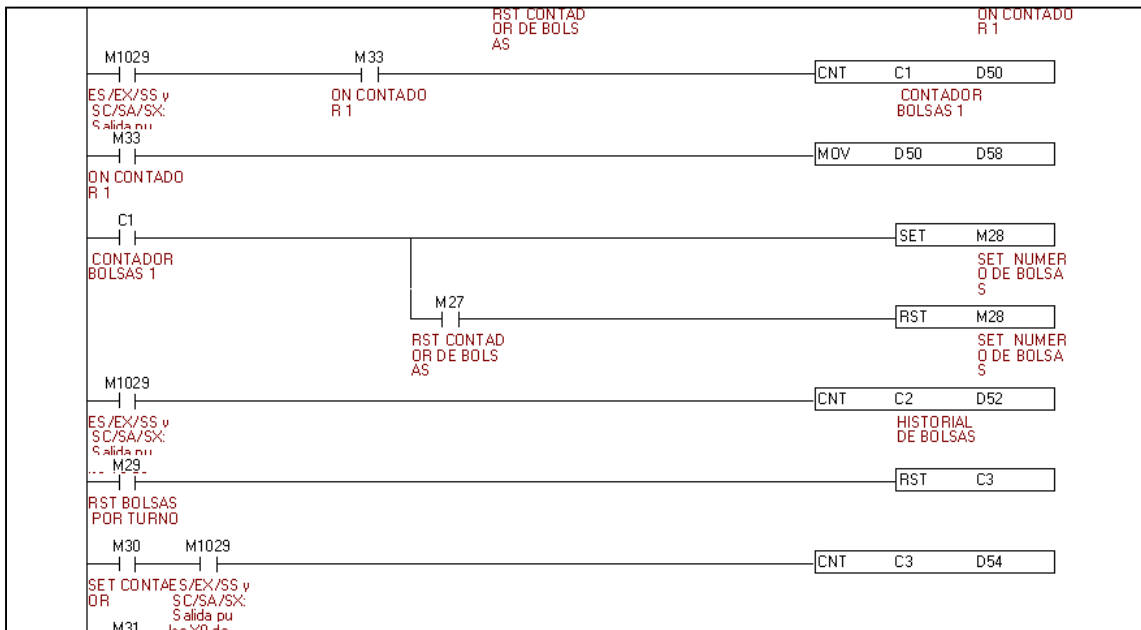 RST CONTAD
OR DE BOLS
AS
ON CONTADO
R 1
M1029
M33
CNT C1 D50
ES/EX/SS y
SC/SA/SX:
Salida pu
ON CONTADO
R 1
CONTADOR
BOLSAS 1
M33
MOV D50 D58
ON CONTADO
R 1
C1
SET M28
CONTADOR
BOLSAS 1
SET NUMER
O DE BOLSA
S
M27
RST M28
RST CONTAD
OR DE BOLS
AS
SET NUMER
O DE BOLSA
S
M1029
CNT C2 D52
ES/EX/SS y
SC/SA/SX:
Salida pu
HISTORIAL
DE BOLSAS
M29
RST C3
RST BOLSAS
POR TURNO
M30 M1029
CNT C3 D54
SET CONTA
OR
ES/EX/SS y
SC/SA/SX:
Salida pu
M31